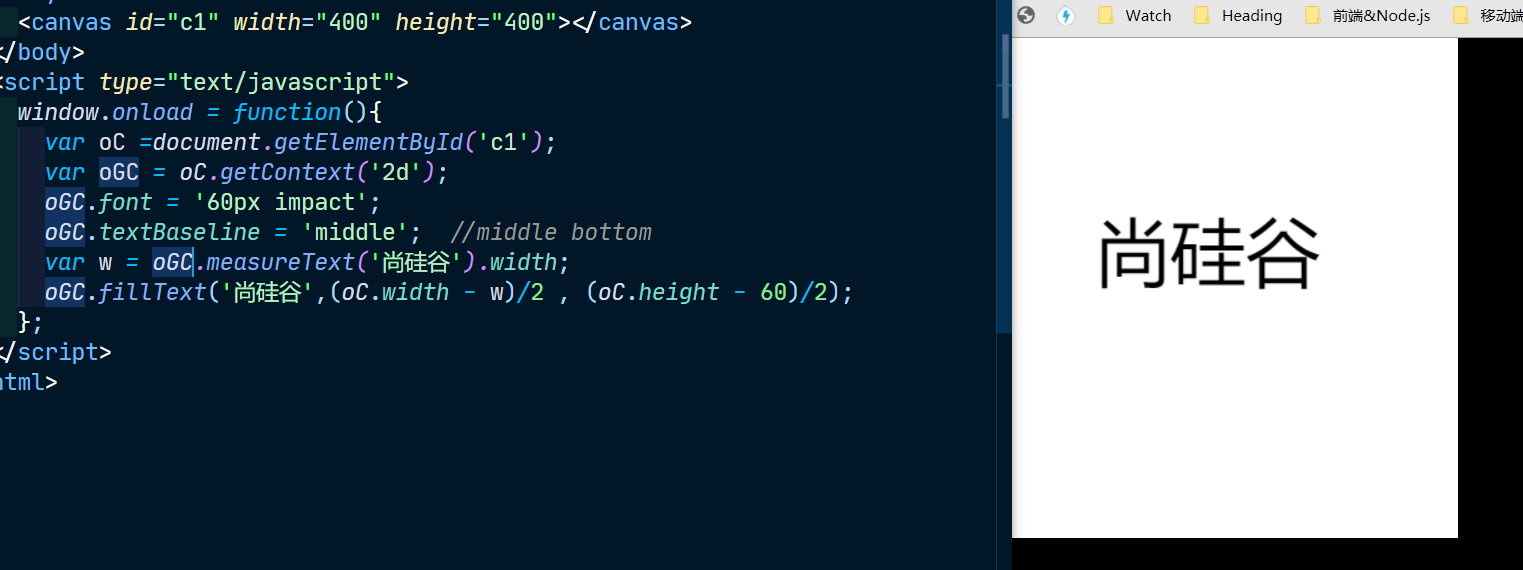 <canvas id="c1" width="400" height="400"></canvas>
</body>
<script type="text/javascript">
window.onload = function(){
var oC =document.getElementById('c1');
var oGC = oC.getContext('2d');
oGC.font = '60px impact';
oGC.textBaseline = 'middle';  //middle bottom
var w = oGC.measureText('尚硅谷').width;
oGC.fillText('尚硅谷',(oC.width - w)/2 , (oC.height - 60)/2);
};
</script>
html>
Watch Heading 前端&Node.js 移动端
尚硅谷